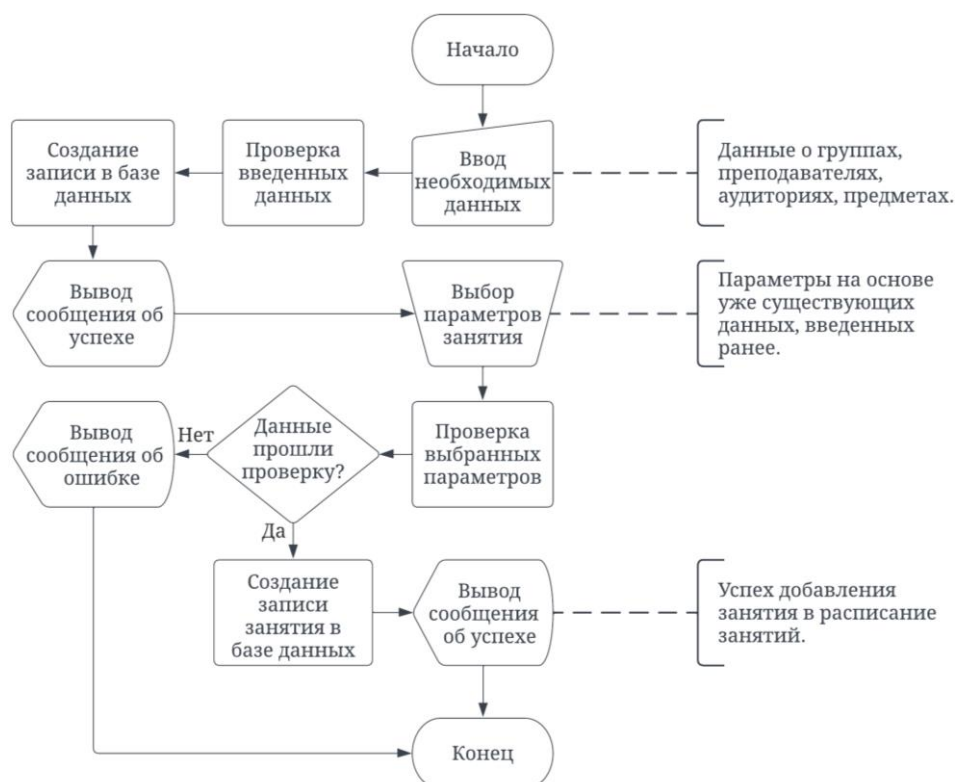 Начало
Ввод
необходимых
данных
Данные о группах,
преподавателях,
аудиториях, предметах.
Проверка
введенных
данных
Создание
записи в базе
данных
Вывод
сообщения об
успехе
Выбор
параметров
занятия
Параметры на основе
уже существующих
данных, введенных
ранее.
Проверка
выбранных
параметров
Данные
прошли
проверку?
Нет
Вывод
сообщения об
ошибке
Да
Создание
записи
занятия в
базе данных
Вывод
сообщения
об успехе
Успех добавления
занятия в расписание
занятий.
Конец